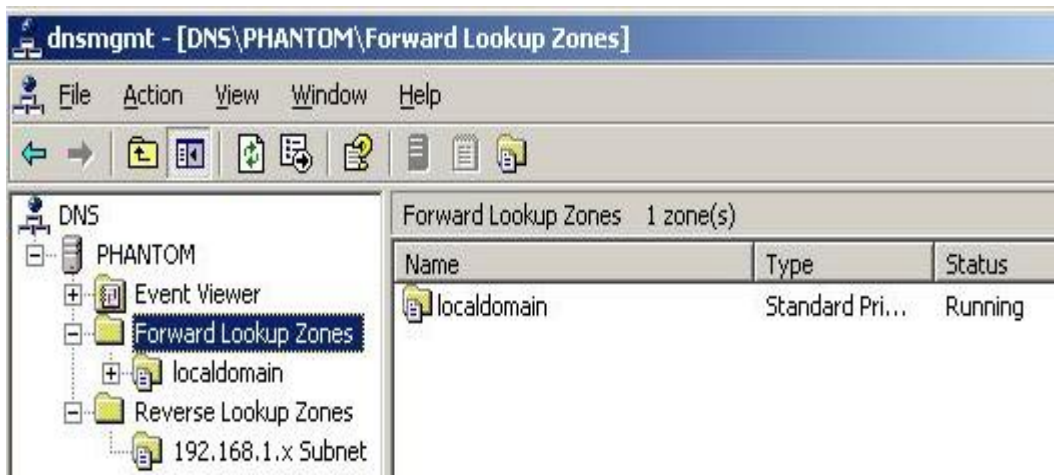 dnsmgmt - [DNS\PHANTOM\Forward Lookup Zones]
File Action View Window Help
DNS
PHANTOM
Event Viewer
Forward Lookup Zones
localdomain
Reverse Lookup Zones
192.168.1.x Subnet
Forward Lookup Zones 1 zone(s)
Name Type Status
localdomain Standard Pri... Running